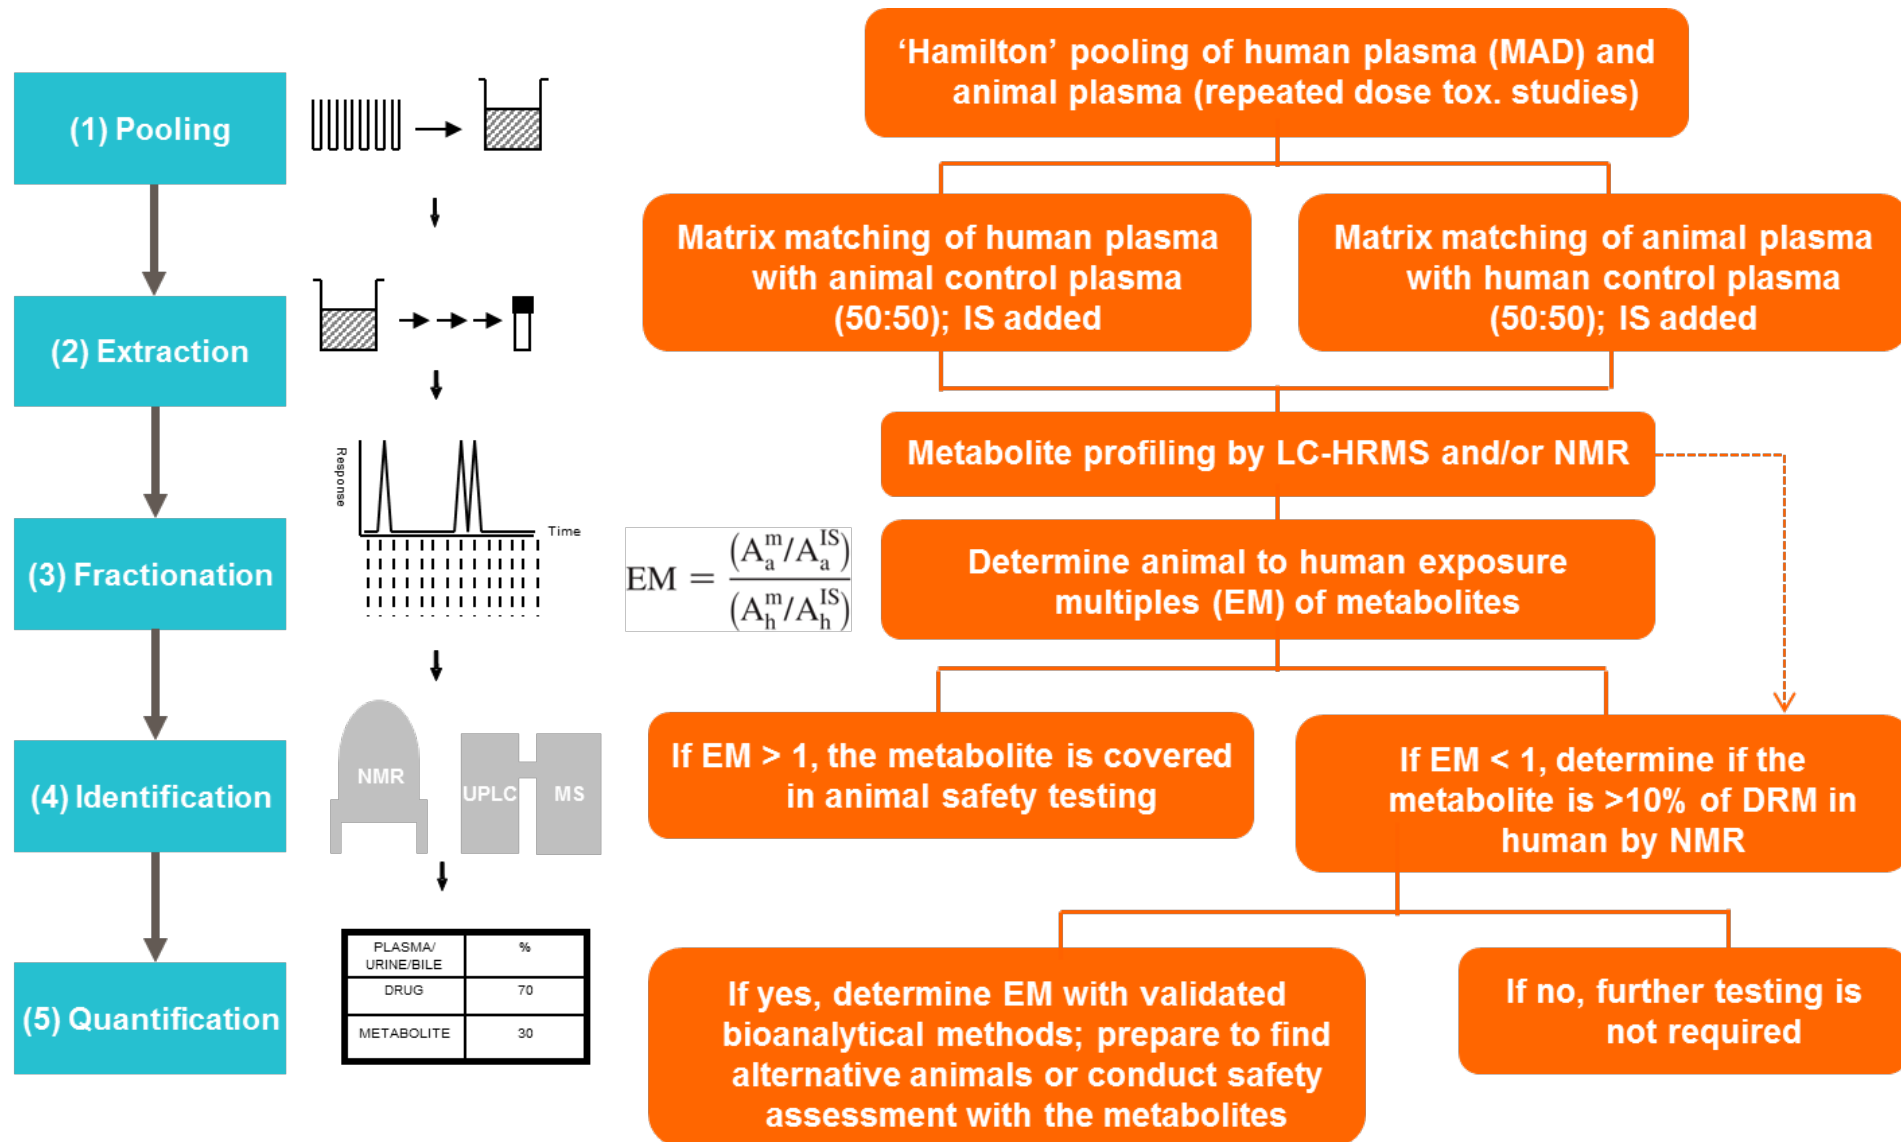 (1) Pooling
(2) Extraction
(3) Fractionation
(4) Identification
(5) Quantification
Response
Time
NMR
UPLC
MS
PLASMA/
URINE/BILE
%
DRUG
70
METABOLITE
30
EM = (A_a^m/A_a^IS) / (A_h^m/A_h^IS)
‘Hamilton’ pooling of human plasma (MAD) and
animal plasma (repeated dose tox. studies)
Matrix matching of human plasma
with animal control plasma
(50:50); IS added
Matrix matching of animal plasma
with human control plasma
(50:50); IS added
Metabolite profiling by LC-HRMS and/or NMR
Determine animal to human exposure
multiples (EM) of metabolites
If EM > 1, the metabolite is covered
in animal safety testing
If EM < 1, determine if the
metabolite is >10% of DRM in
human by NMR
If yes, determine EM with validated
bioanalytical methods; prepare to find
alternative animals or conduct safety
assessment with the metabolites
If no, further testing is
not required